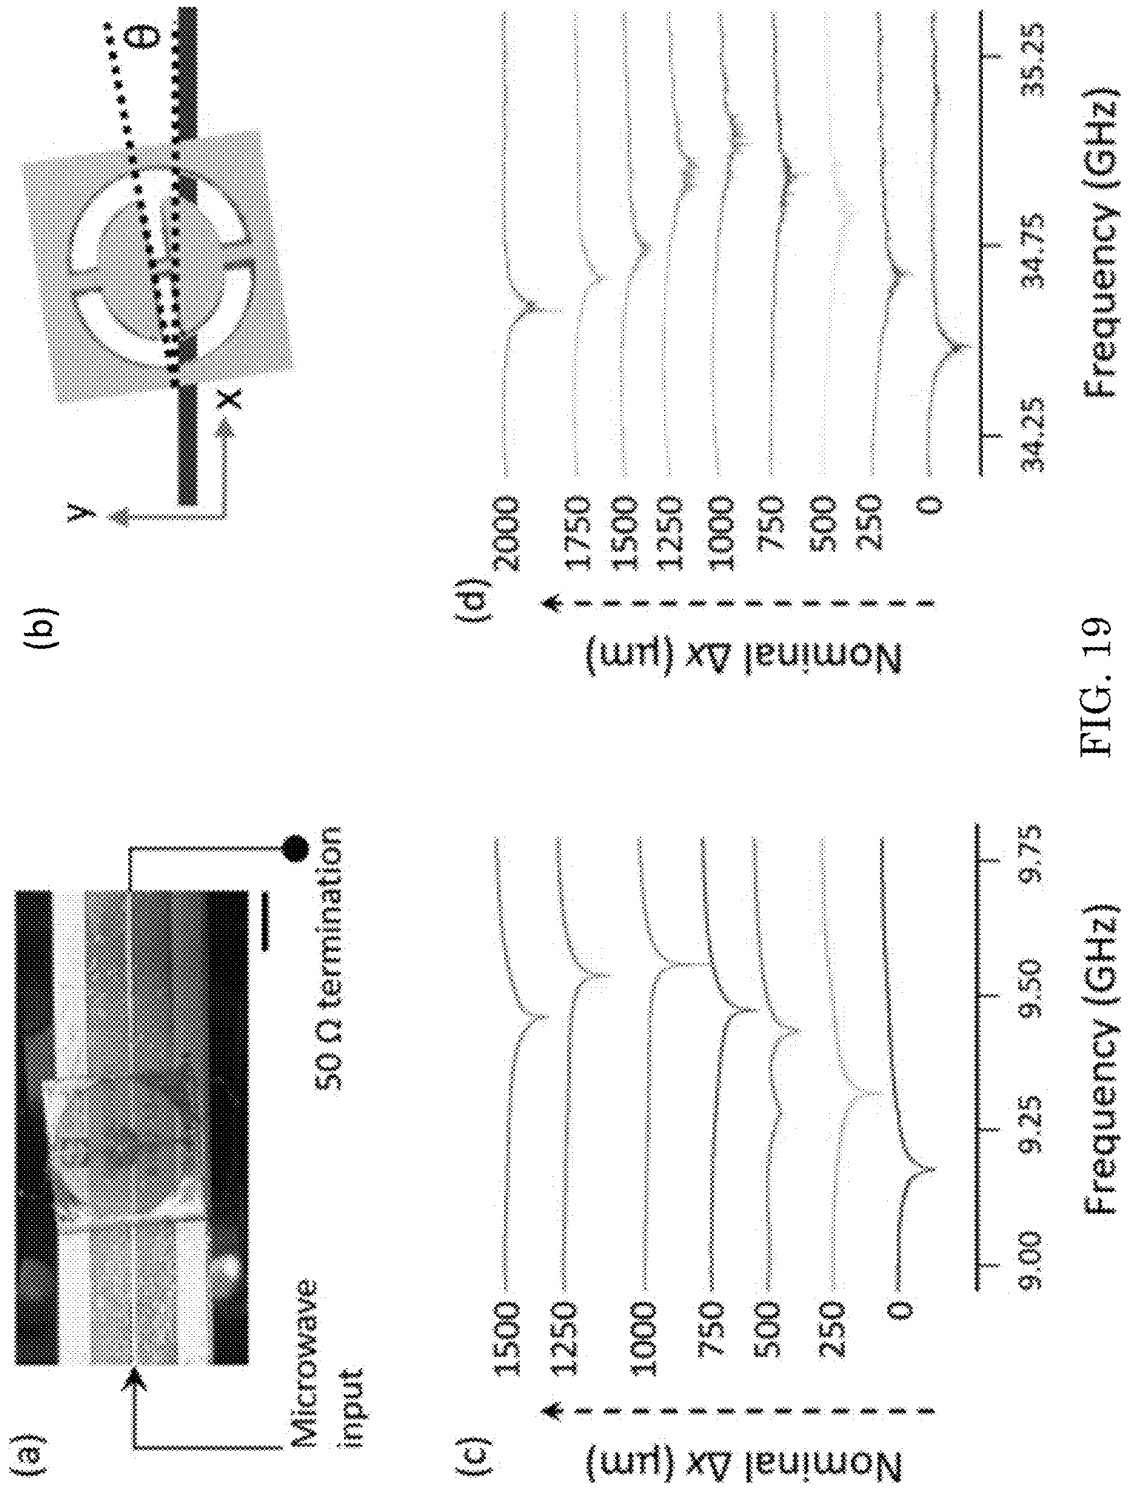 (a)
Microwave
input
50 Ω termination
(b)
y
x
θ
(c)
Nominal Δx (μm)
1500
1250
1000
750
500
250
0
9.00 9.25 9.50 9.75
Frequency (GHz)
(d)
Nominal Δx (μm)
2000
1750
1500
1250
1000
750
500
250
0
34.25 34.75 35.25
Frequency (GHz)
FIG. 19